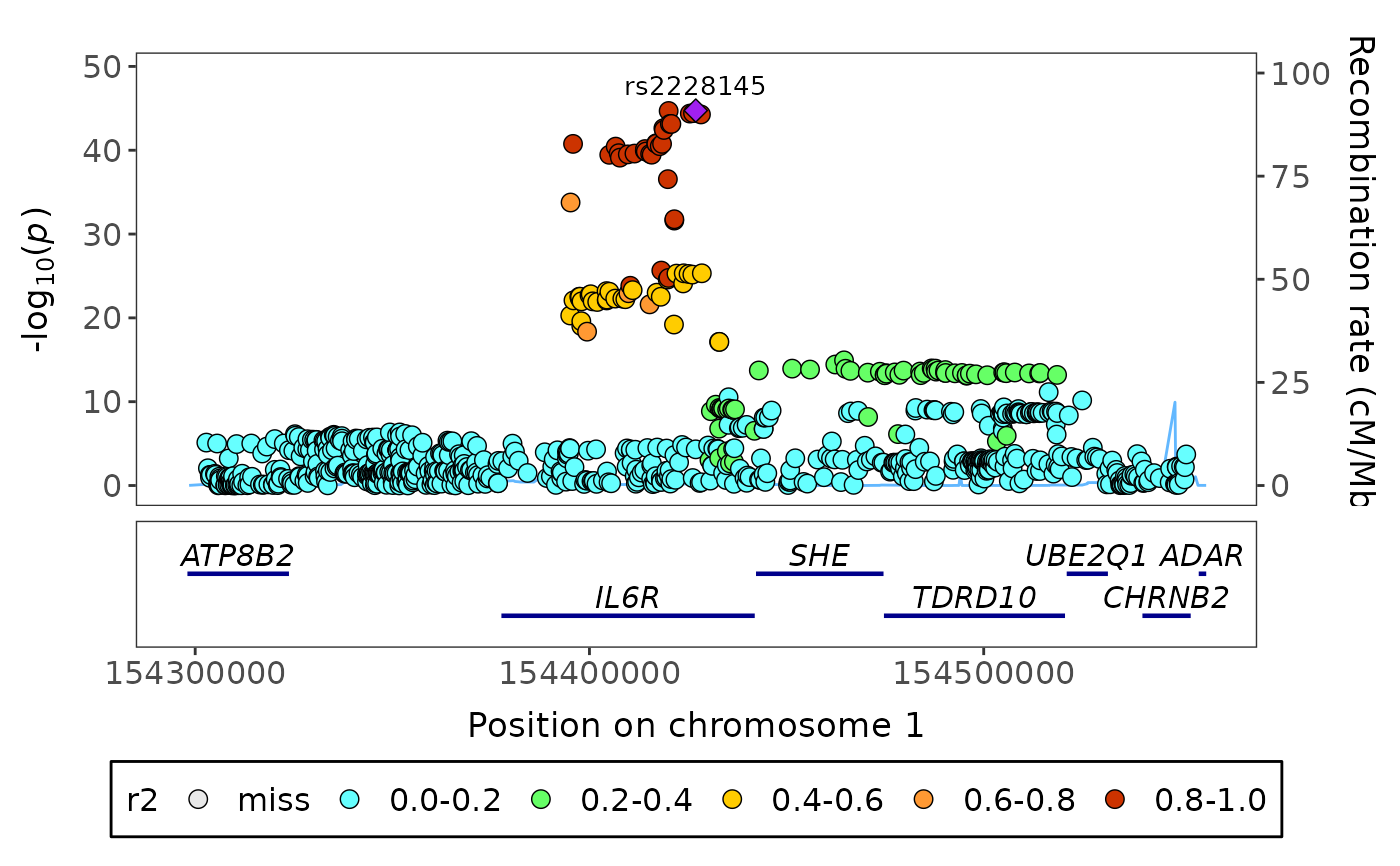 rs2228145
50
40
30
20
10
0
-log10(p)
100
75
50
25
0
Recombination rate (cM/Mb
ATP8B2
SHE
UBE2Q1
ADAR
IL6R
TDRD10
CHRNB2
154300000
154400000
154500000
Position on chromosome 1
r2 miss 0.0-0.2 0.2-0.4 0.4-0.6 0.6-0.8 0.8-1.0